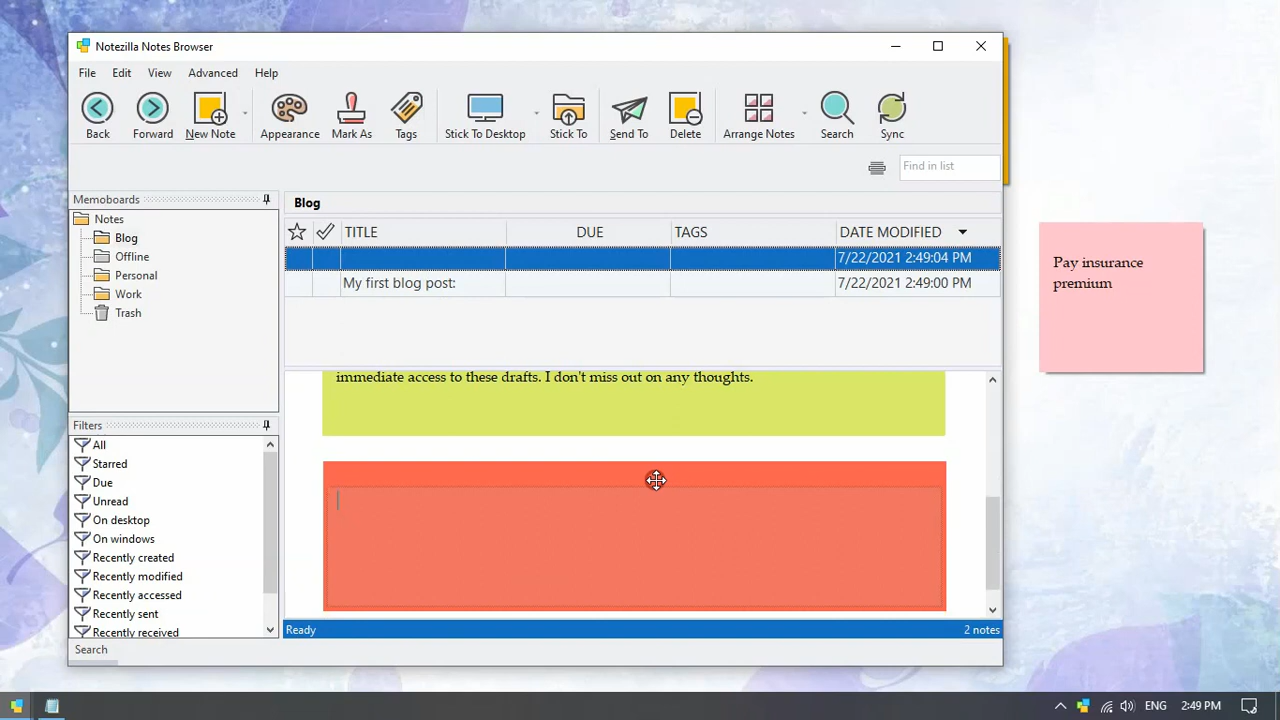 Notezilla Notes Browser
File Edit View Advanced Help
Back Forward New Note Appearance Mark As Tags Stick To Desktop Stick To Send To Delete Arrange Notes Search Sync
Find in list
Memoboards
Notes
Blog
Offline
Personal
Work
Trash
Filters
All
Starred
Due
Unread
On desktop
On windows
Recently created
Recently modified
Recently accessed
Recently sent
Recently received
Search
Blog
TITLE DUE TAGS DATE MODIFIED
7/22/2021 2:49:04 PM
My first blog post: 7/22/2021 2:49:00 PM
immediate access to these drafts. I don't miss out on any thoughts.
Ready 2 notes
Pay insurance
premium
ENG 2:49 PM